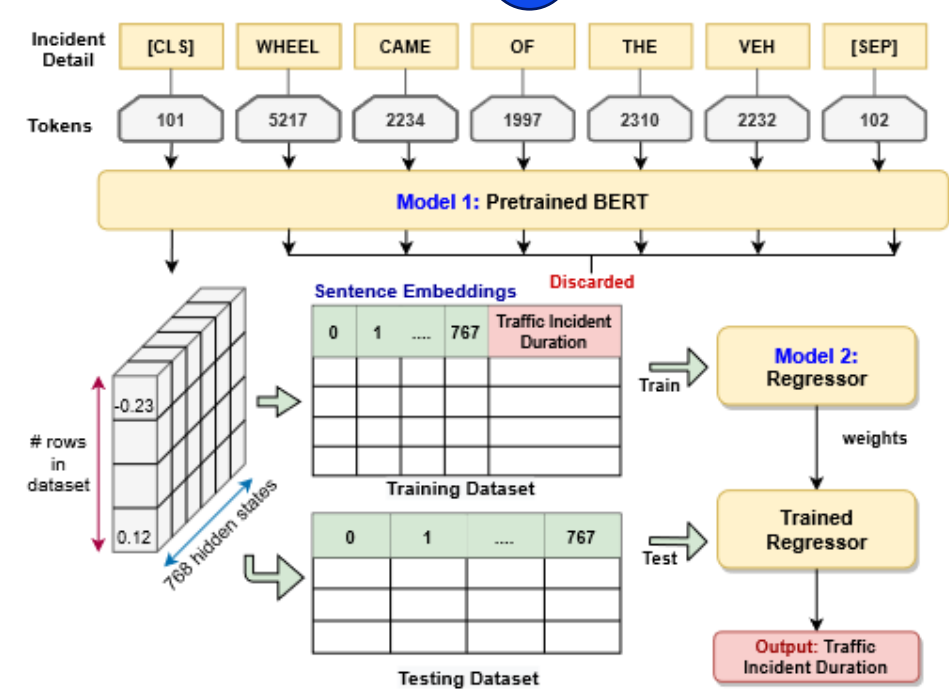 Incident
Detail
[CLS] WHEEL CAME OF THE VEH [SEP]
Tokens
101 5217 2234 1997 2310 2232 102
Model 1: Pretrained BERT
Discarded
Sentence Embeddings
0 1 .... 767 Traffic Incident
Duration
Model 2:
Regressor
Train
-0.23
# rows
in
dataset
0.12
768 hidden states
weights
Training Dataset
0 1 .... 767
Test
Trained
Regressor
Output: Traffic
Incident Duration
Testing Dataset